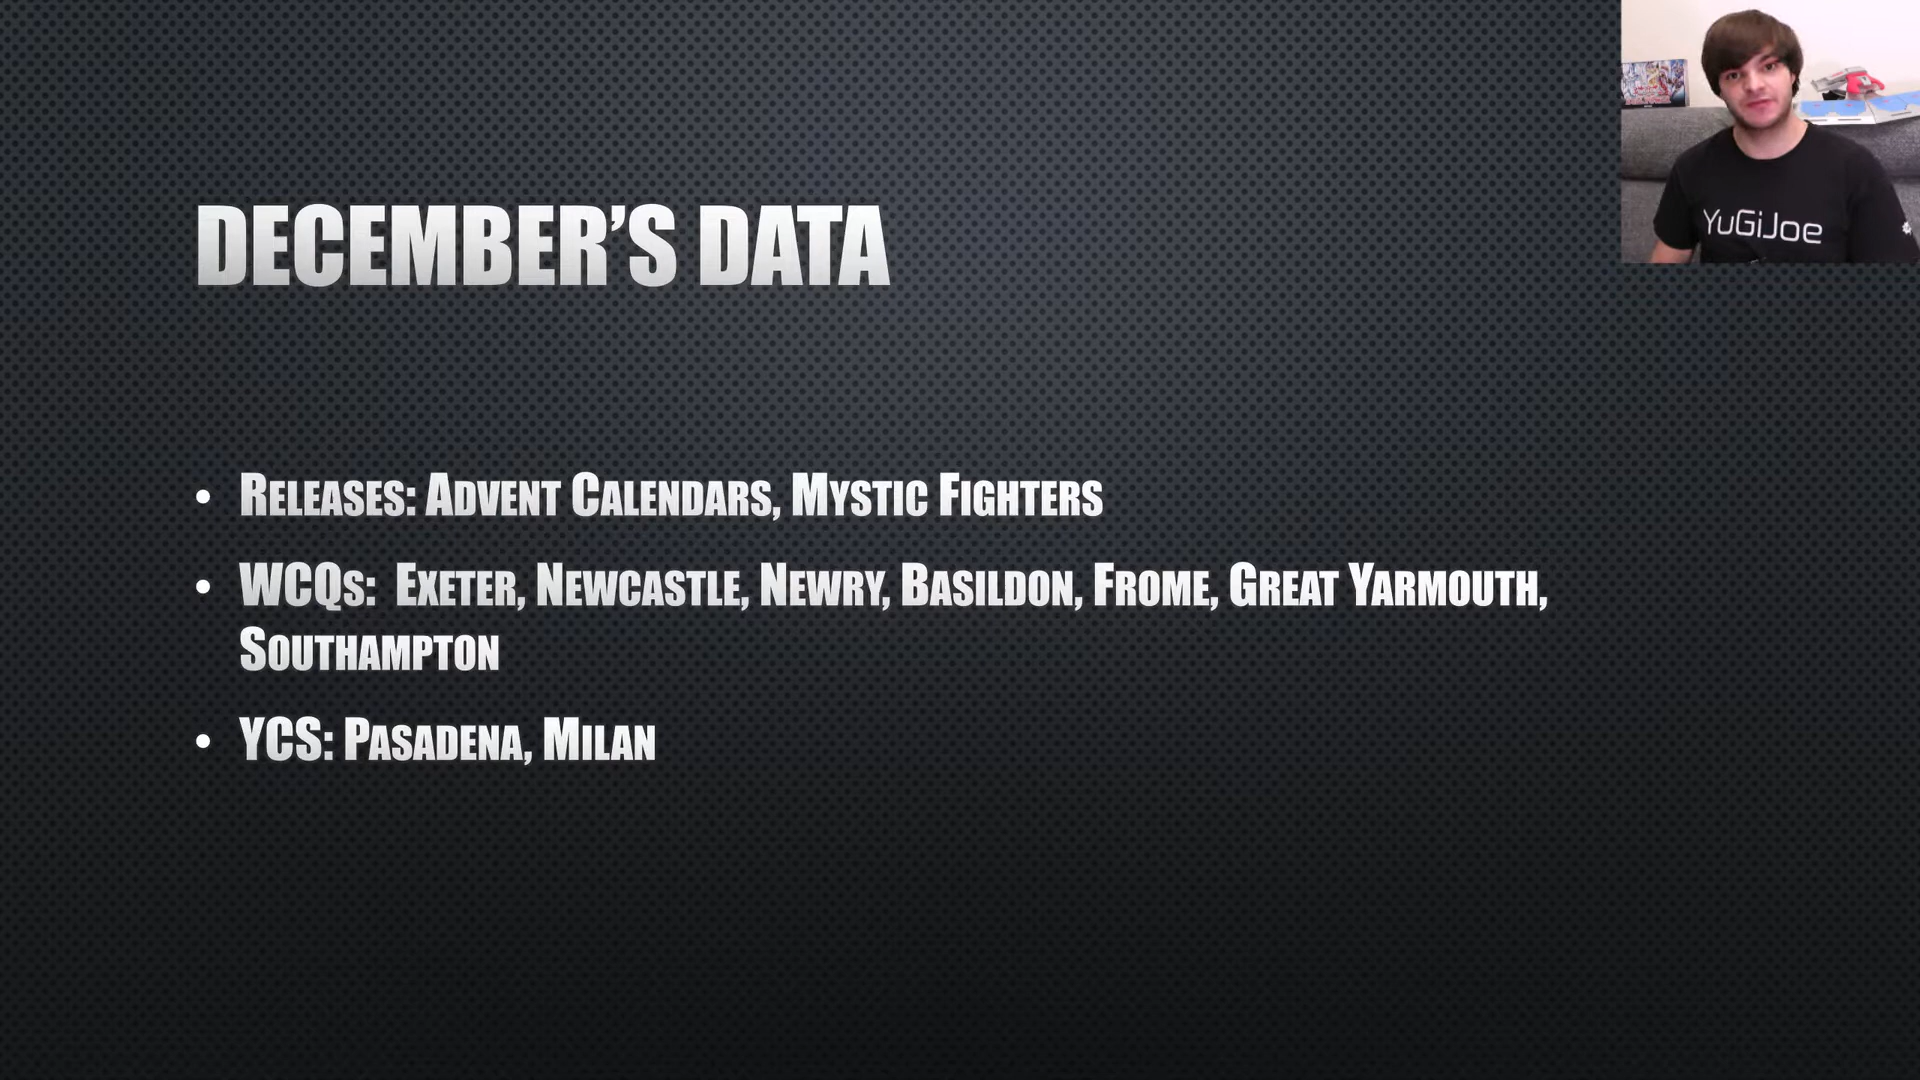 DECEMBER'S DATA
YuGiJoe
• RELEASES: ADVENT CALENDARS, MYSTIC FIGHTERS
• WCQS: EXETER, NEWCASTLE, NEWRY, BASILDON, FROME, GREAT YARMOUTH,
SOUTHAMPTON
• YCS: PASADENA, MILAN